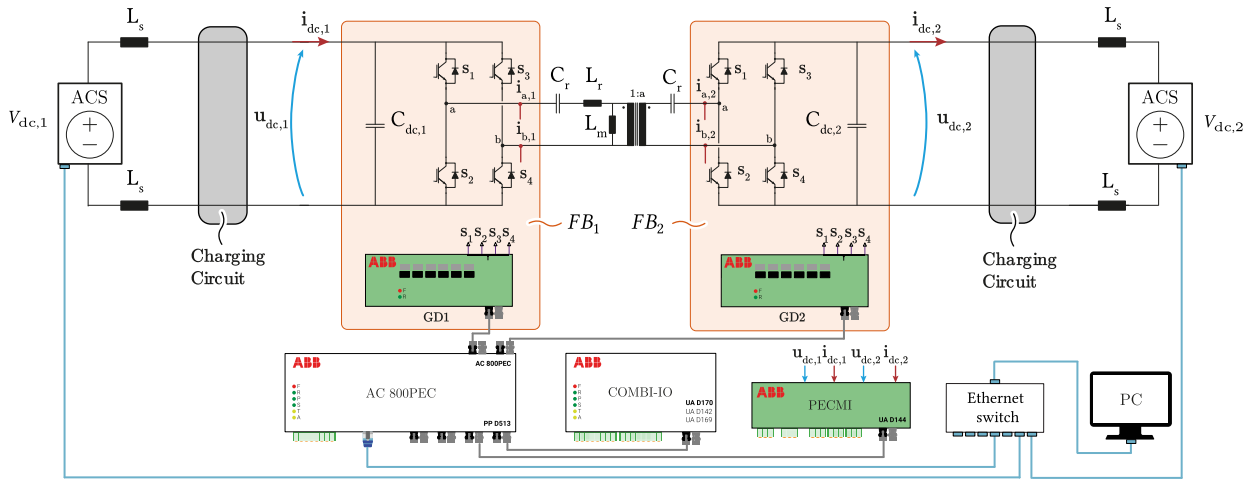 L_s
i_dc,1
i_dc,2
L_s
ACS
V_dc,1
+
−
u_dc,1
C_dc,1
s_1
s_3
a
b
s_2
s_4
i_a,1
i_b,1
C_r
L_r
L_m
1:a
C_r
i_a,2
i_b,2
s_1
s_3
a
b
s_2
s_4
C_dc,2
u_dc,2
ACS
+
−
V_dc,2
L_s
L_s
Charging
Circuit
FB_1
FB_2
Charging
Circuit
s_1 s_2 s_3 s_4
ABB
F
R
GD1
s_1 s_2 s_3 s_4
ABB
F
R
GD2
ABB
AC 800PEC
F
R
P
S
T
A
AC 800PEC
PP D513
ABB
F
R
P
S
T
A
COMBI-IO
UA D170
UA D142
UA D169
u_dc,1 i_dc,1 u_dc,2 i_dc,2
PECMI
UA D144
Ethernet
switch
PC